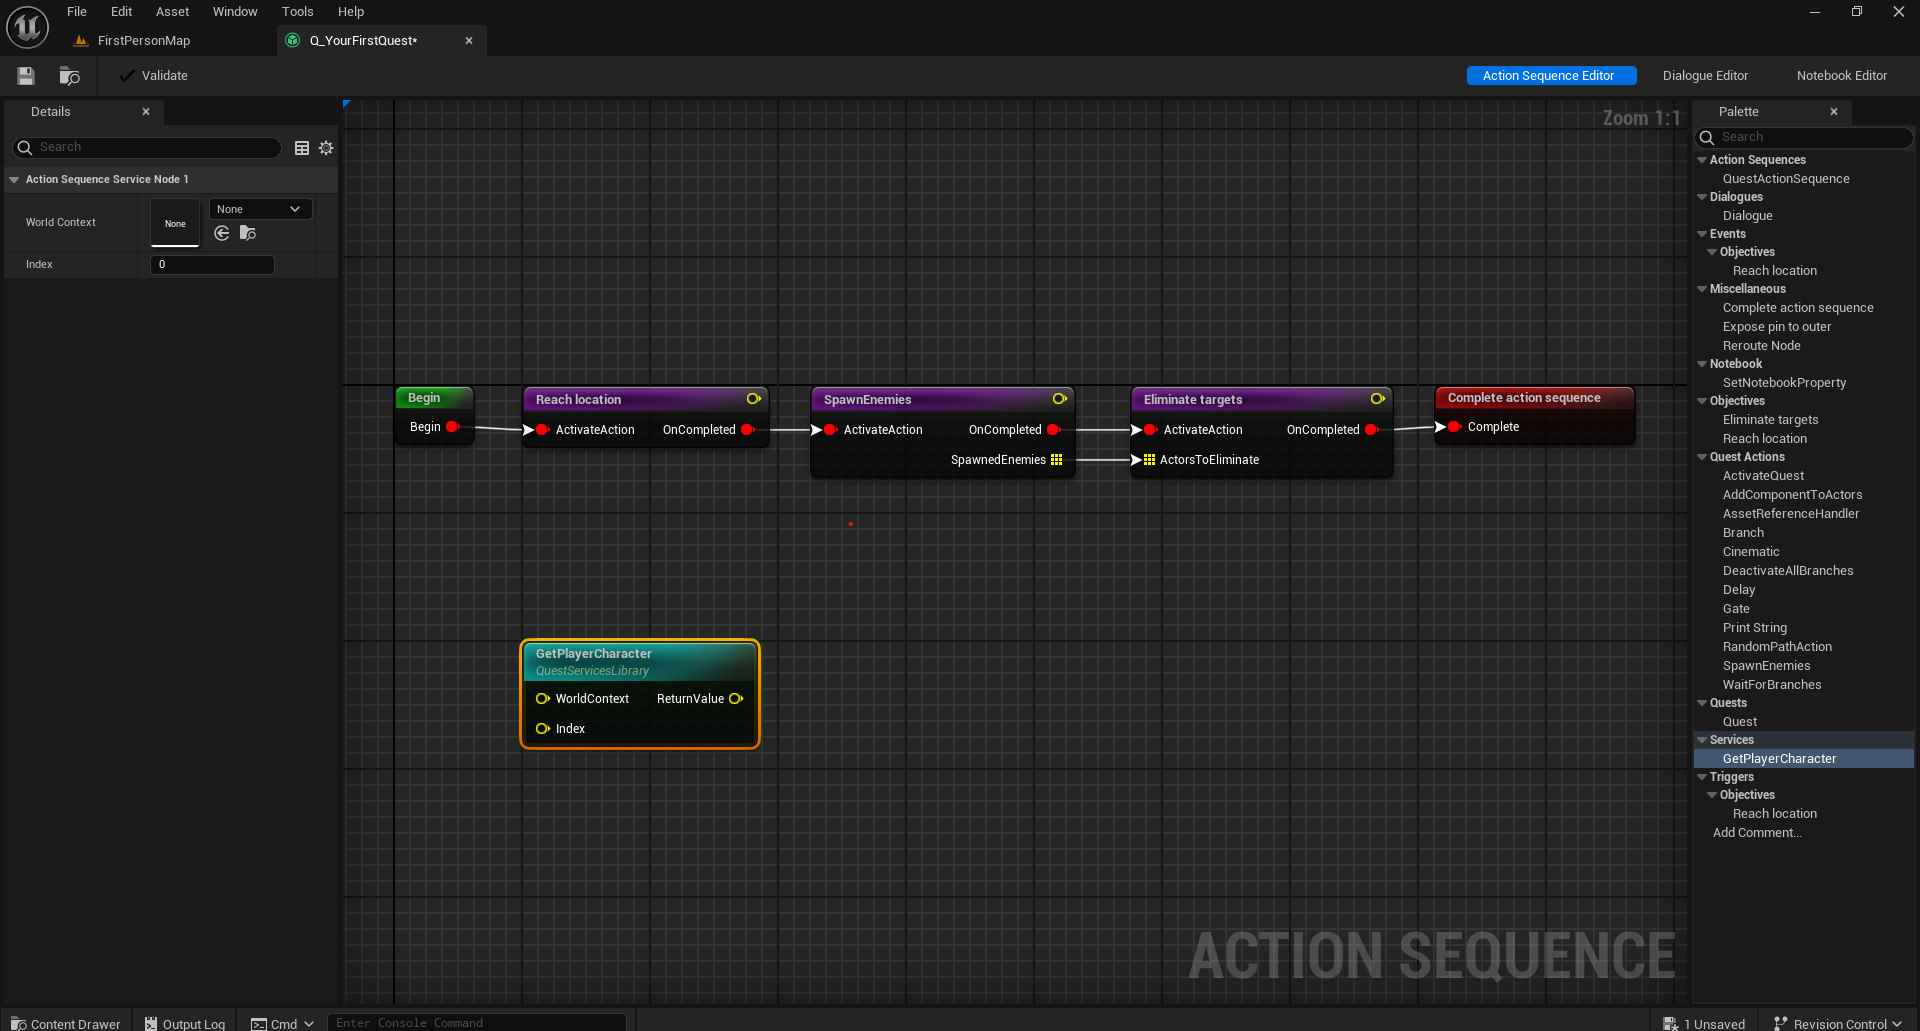 File Edit Asset Window Tools Help
FirstPersonMap
Q_YourFirstQuest*
Validate
Action Sequence Editor
Dialogue Editor
Notebook Editor
Details
Search
Action Sequence Service Node 1
World Context
None
None
Index
0
Zoom 1:1
Begin
Begin
Reach location
ActivateAction OnCompleted
SpawnEnemies
ActivateAction OnCompleted
SpawnedEnemies
Eliminate targets
ActivateAction OnCompleted
ActorsToEliminate
Complete action sequence
Complete
GetPlayerCharacter
QuestServicesLibrary
WorldContext ReturnValue
Index
ACTION SEQUENCE
Palette
Search
Action Sequences
QuestActionSequence
Dialogues
Dialogue
Events
Objectives
Reach location
Miscellaneous
Complete action sequence
Expose pin to outer
Reroute Node
Notebook
SetNotebookProperty
Objectives
Eliminate targets
Reach location
Quest Actions
ActivateQuest
AddComponentToActors
AssetReferenceHandler
Branch
Cinematic
DeactivateAllBranches
Delay
Gate
Print String
RandomPathAction
SpawnEnemies
WaitForBranches
Quests
Quest
Services
GetPlayerCharacter
Triggers
Objectives
Reach location
Add Comment...
Content Drawer
Output Log
Cmd
Enter Console Command
1 Unsaved
Revision Control